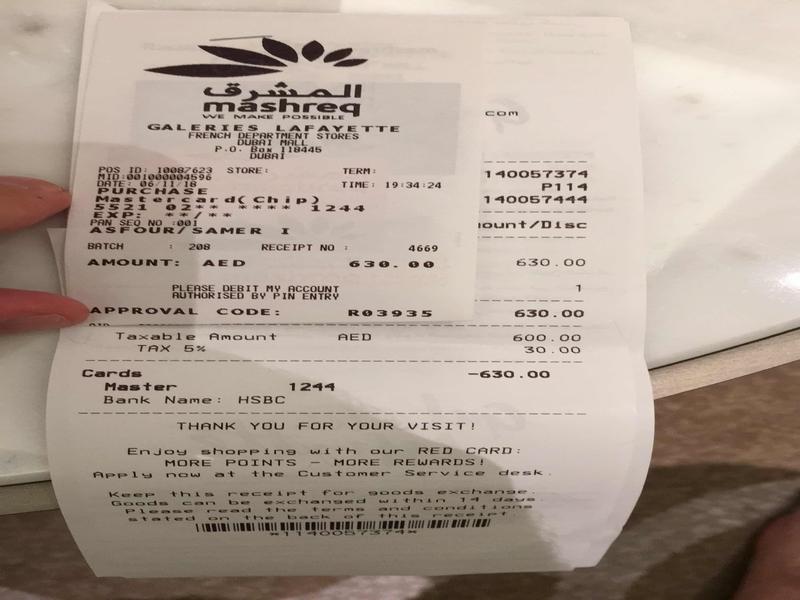 المشرق
mashreq
WE MAKE POSSIBLE
GALERIES LAFAYETTE
FRENCH DEPARTMENT STORES
DUBAI MALL
P.O. Box 118445
DUBAI
POS ID: 10087623 STORE: TERM:
MID:001000004596
DATE: 06/11/18 TIME: 19:34:24
PURCHASE
Mastercard(Chip)
5521 02** **** 1244
EXP: **/**
PAN SEQ NO :001
ASFOUR/SAMER I
BATCH : 208 RECEIPT NO : 4669
AMOUNT: AED 630.00
PLEASE DEBIT MY ACCOUNT
AUTHORISED BY PIN ENTRY
APPROVAL CODE: R03935
com
140057374
P114
140057444
ount/Disc
630.00
1
630.00
Taxable Amount AED 600.00
TAX 5% 30.00
Cards -630.00
Master 1244
Bank Name: HSBC
THANK YOU FOR YOUR VISIT!
Enjoy shopping with our RED CARD:
MORE POINTS - MORE REWARDS!
Apply now at the Customer Service desk.
Keep this receipt for goods exchange.
Goods can be exchanged within 14 days.
Please read the terms and conditions
stated on the back of this receipt.
*1140057374*